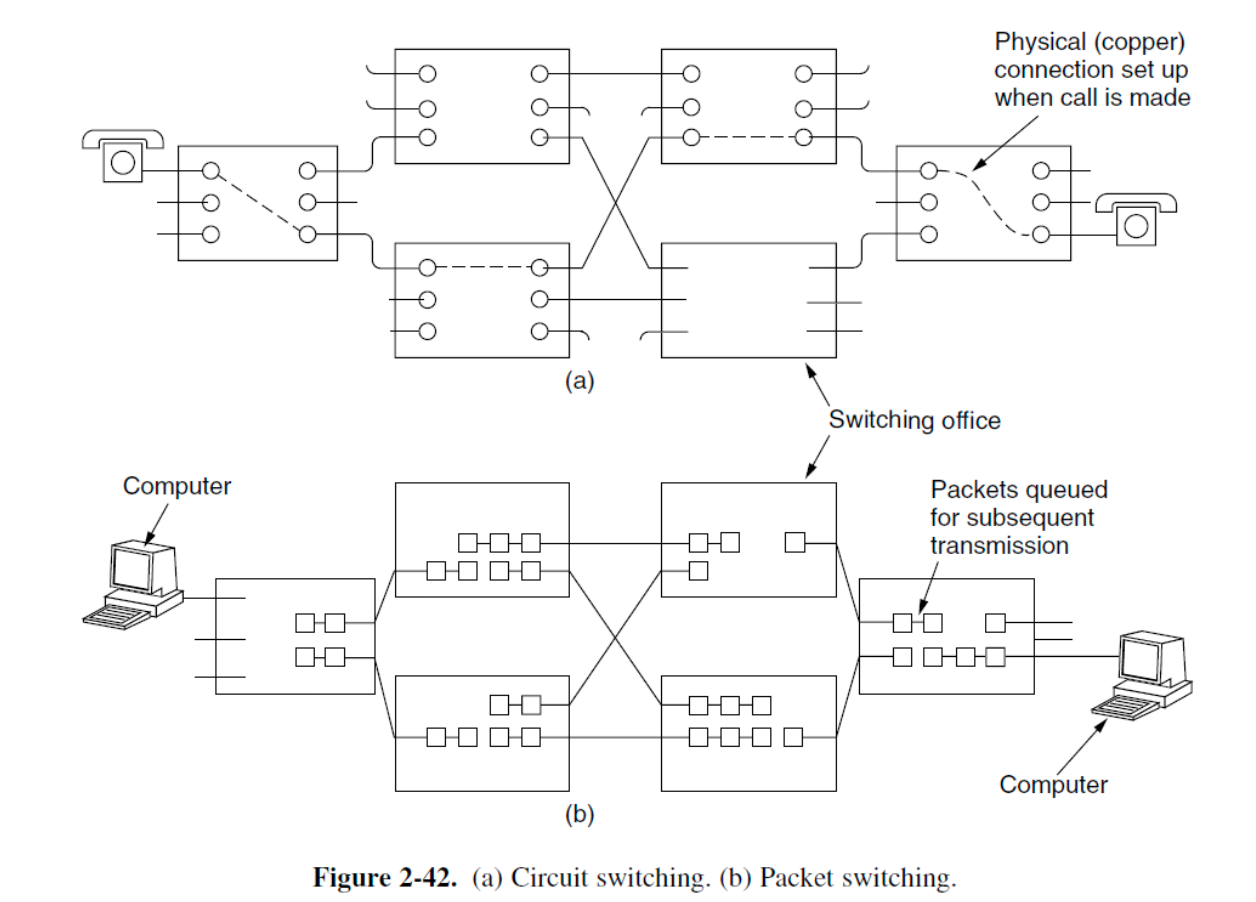 Physical (copper)
connection set up
when call is made
(a)
Switching office
Computer
Packets queued
for subsequent
transmission
Computer
(b)
Figure 2-42. (a) Circuit switching. (b) Packet switching.